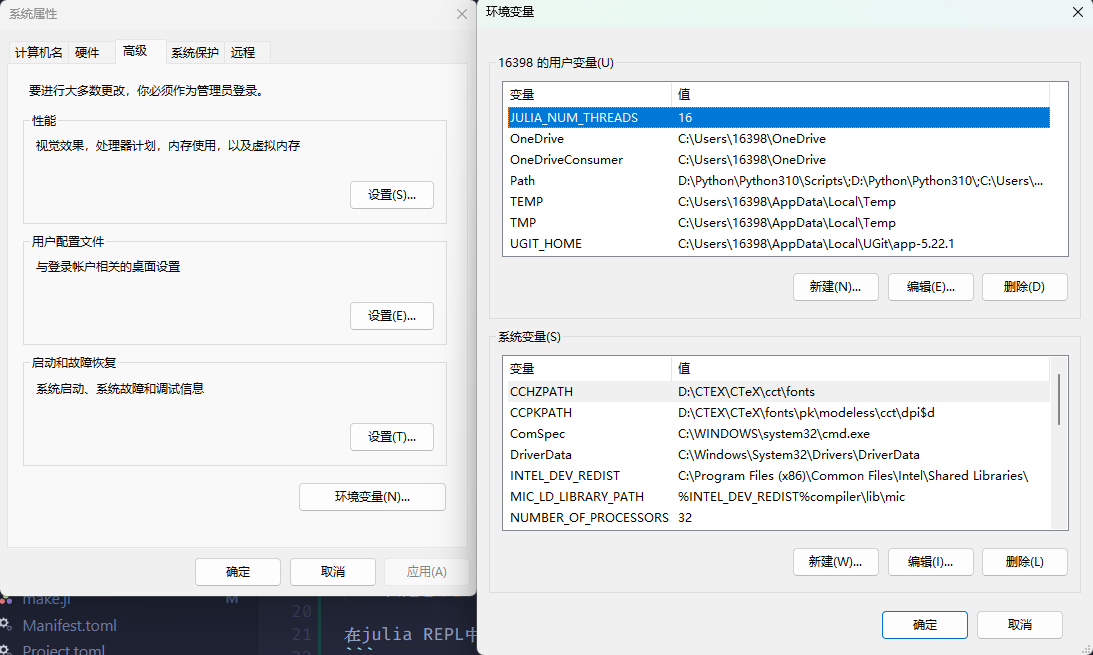 系统属性
计算机名 硬件 高级 系统保护 远程
要进行大多数更改，你必须作为管理员登录。
性能
视觉效果，处理器计划，内存使用，以及虚拟内存
设置(S)...
用户配置文件
与登录帐户相关的桌面设置
设置(E)...
启动和故障恢复
系统启动、系统故障和调试信息
设置(T)...
环境变量(N)...
确定 取消 应用(A)
make.jl M
Manifest.toml
Project.toml
20
21 在julia REPL中
```
环境变量
16398 的用户变量(U)
变量 值
JULIA_NUM_THREADS 16
OneDrive C:\Users\16398\OneDrive
OneDriveConsumer C:\Users\16398\OneDrive
Path D:\Python\Python310\Scripts\;D:\Python\Python310\;C:\Users\...
TEMP C:\Users\16398\AppData\Local\Temp
TMP C:\Users\16398\AppData\Local\Temp
UGIT_HOME C:\Users\16398\AppData\Local\UGit\app-5.22.1
新建(N)... 编辑(E)... 删除(D)
系统变量(S)
变量 值
CCHZPATH D:\CTEX\CTeX\cct\fonts
CCPKPATH D:\CTEX\CTeX\fonts\pk\modeless\cct\dpi$d
ComSpec C:\WINDOWS\system32\cmd.exe
DriverData C:\Windows\System32\Drivers\DriverData
INTEL_DEV_REDIST C:\Program Files (x86)\Common Files\Intel\Shared Libraries\
MIC_LD_LIBRARY_PATH %INTEL_DEV_REDIST%compiler\lib\mic
NUMBER_OF_PROCESSORS 32
新建(W)... 编辑(I)... 删除(L)
确定 取消